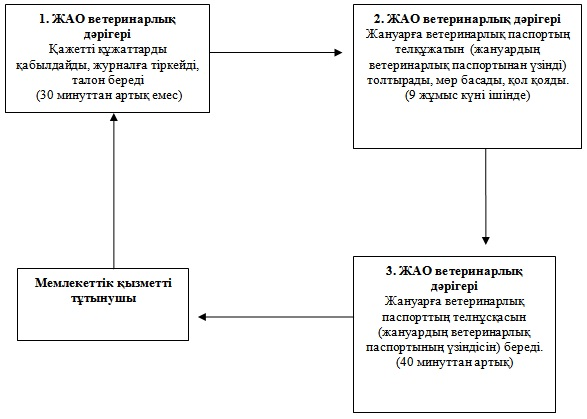 1. ЖАО ветеринарлық
дәрігері
Қажетті құжаттарды
қабылдайды, журналға тіркейді,
талон береді
(30 минуттан артық емес)
2. ЖАО ветеринарлық дәрігері
Жануарға ветеринарлық паспортың
телқұжатын (жануардың
ветеринарлық паспортынан үзінді)
толтырады, мөр басады, қол қояды.
(9 жұмыс күні ішінде)
3. ЖАО ветеринарлық
дәрігері
Жануарға ветеринарлық
паспорттың телнұсқасын
(жануардың ветеринарлық
паспортының үзіндісін) береді.
(40 минуттан артық)
Мемлекеттік қызметті
тұтынушы